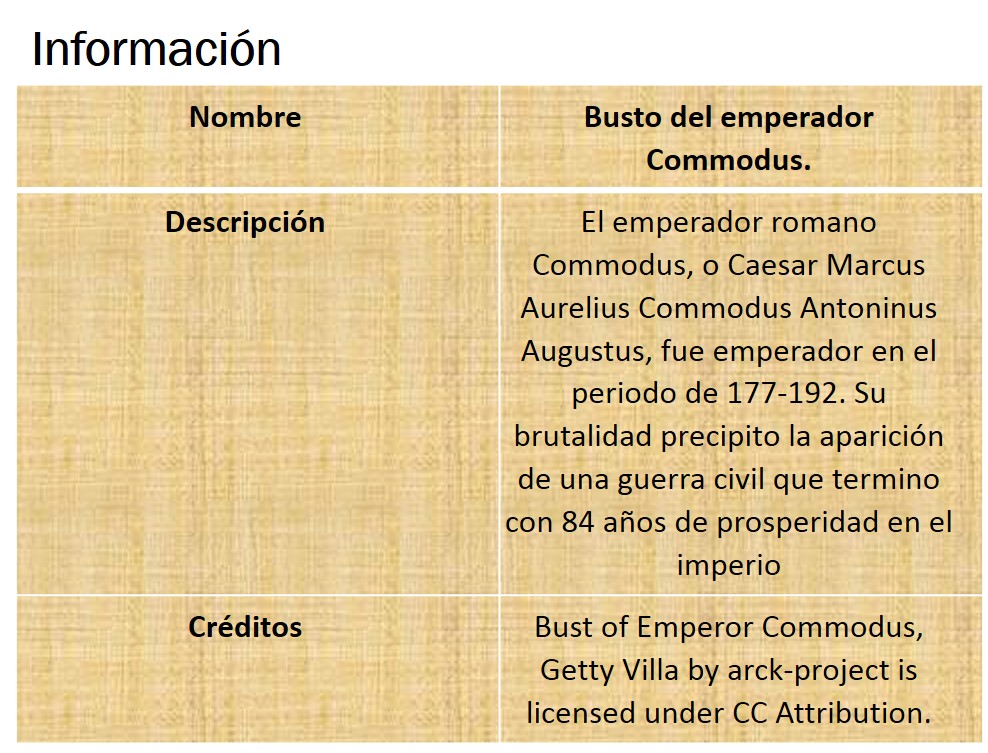 Información
Nombre
Busto del emperador
Commodus.
Descripción
El emperador romano
Commodus, o Caesar Marcus
Aurelius Commodus Antoninus
Augustus, fue emperador en el
periodo de 177-192. Su
brutalidad precipito la aparición
de una guerra civil que termino
con 84 años de prosperidad en el
imperio
Créditos
Bust of Emperor Commodus,
Getty Villa by arck-project is
licensed under CC Attribution.